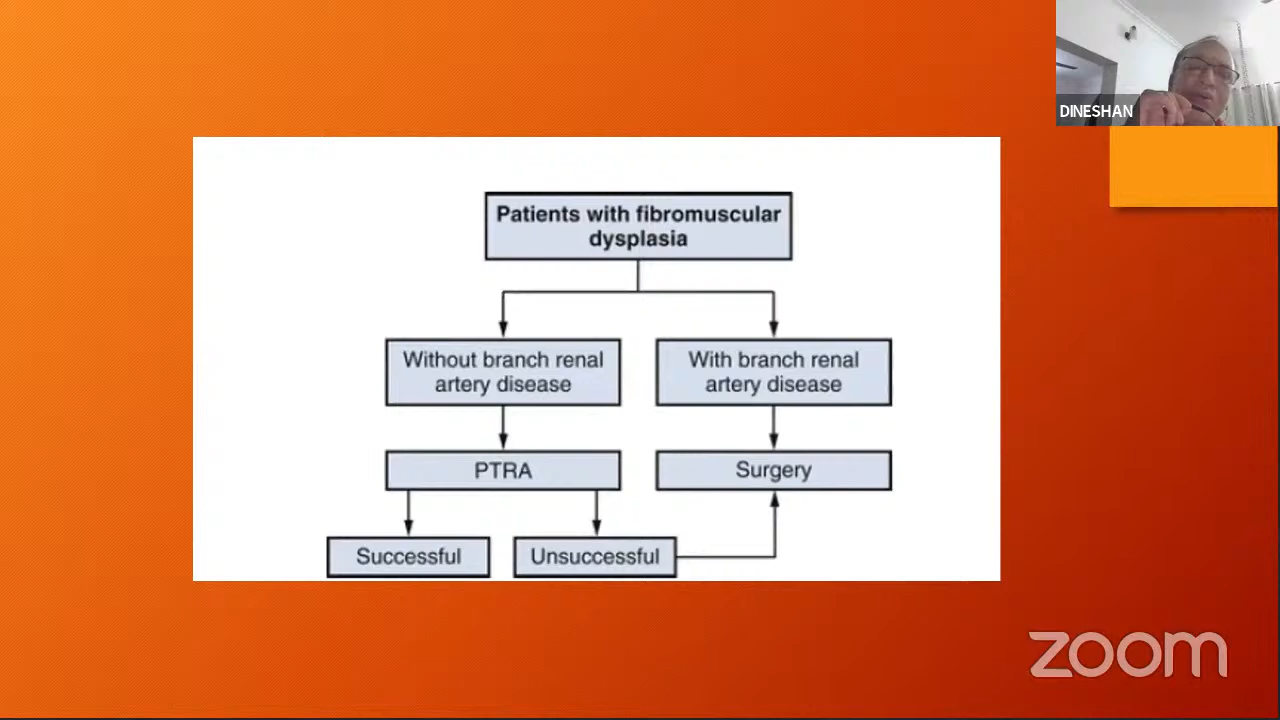 DINESHAN
Patients with fibromuscular
dysplasia
Without branch renal
artery disease
With branch renal
artery disease
PTRA
Surgery
Successful
Unsuccessful
zoom